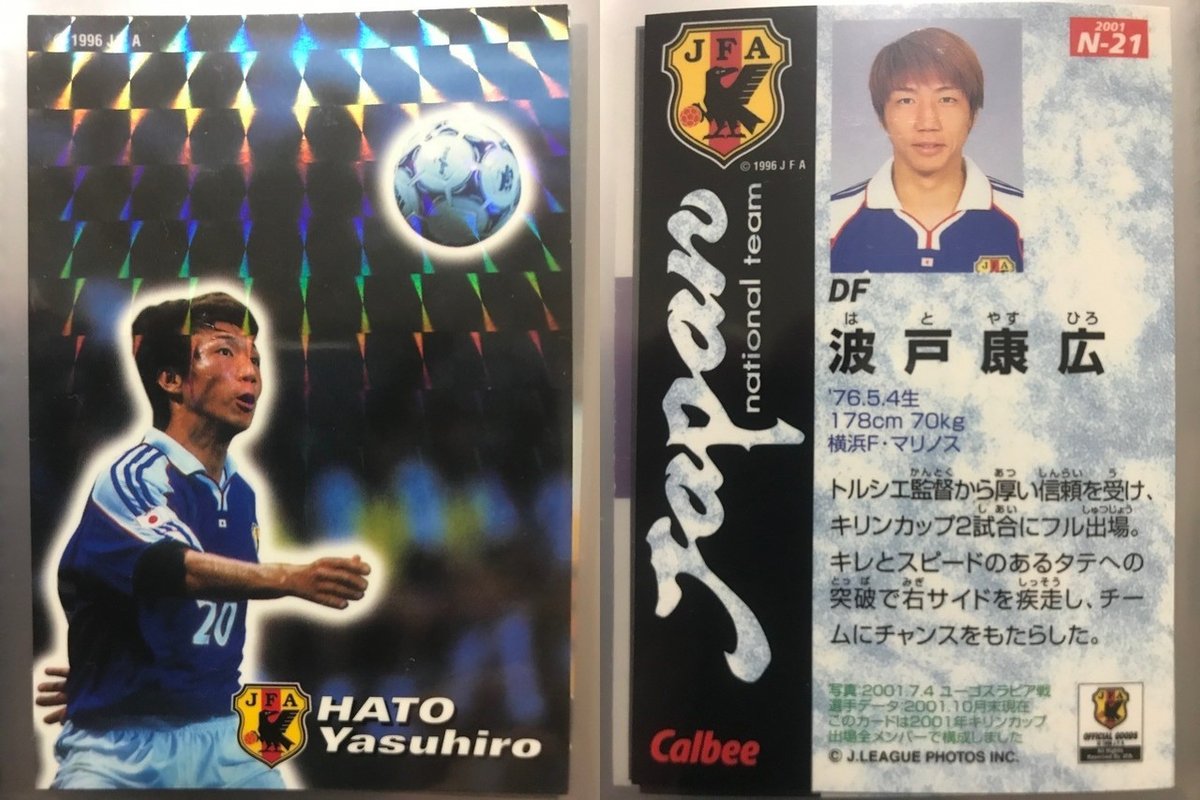 © 1996 J F A
20
JFA
HATO
Yasuhiro
JFA
© 1996 J F A
Japan
national team
Calbee
2001
N-21
JFA
DF
は と やす ひろ
波戸康広
'76.5.4生
178cm 70kg
横浜F・マリノス
かんとく あつ しんらい う
トルシエ監督から厚い信頼を受け、
しあい しゅつじょう
キリンカップ2試合にフル出場。
キレとスピードのあるタテへの
とっぱ みぎ しっそう
突破で右サイドを疾走し、チー
ムにチャンスをもたらした。
写真:2001.7.4 ユーゴスラビア戦
選手データ:2001.10月末現在
このカードは2001年キリンカップ
出場全メンバーで構成しました
© J.LEAGUE PHOTOS INC.
OFFICIAL GOODS